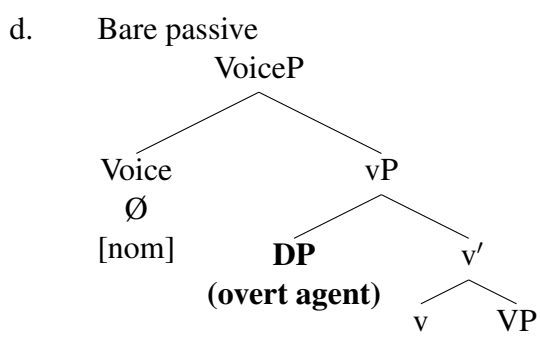 d. Bare passive
VoiceP
Voice vP
Ø
[nom] DP v′
(overt agent)
v VP